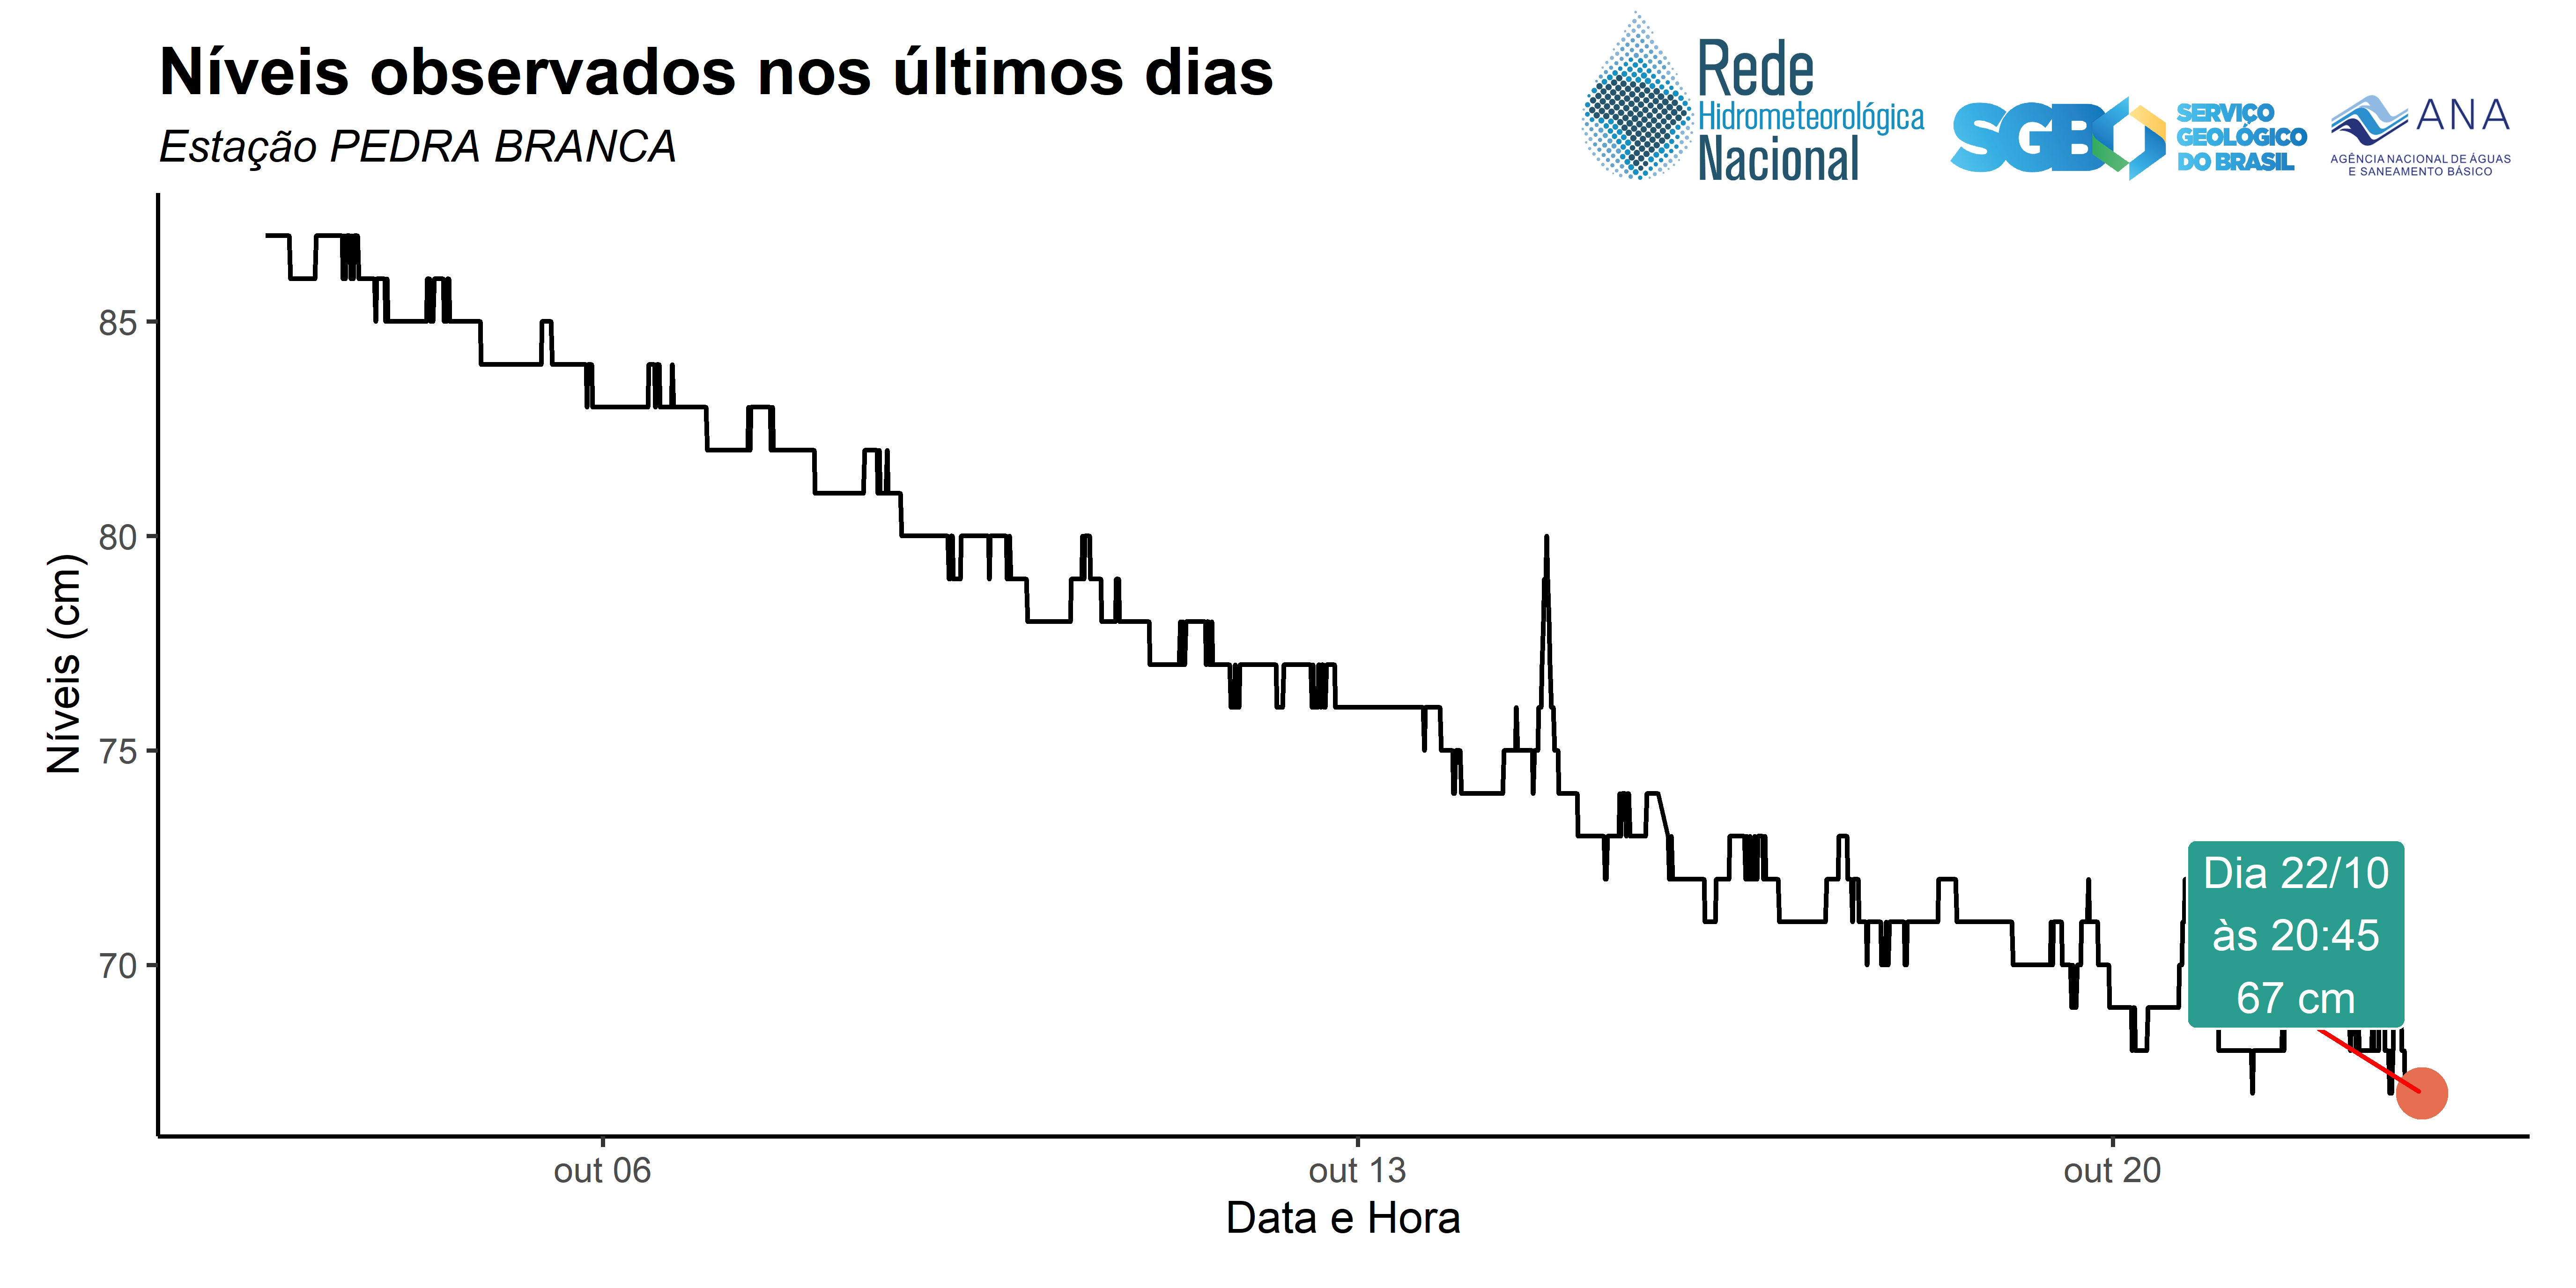 Níveis observados nos últimos dias
Estação PEDRA BRANCA
Rede
Hidrometeorológica
Nacional
SGB
SERVIÇO
GEOLÓGICO
DO BRASIL
ANA
AGÊNCIA NACIONAL DE ÁGUAS
E SANEAMENTO BÁSICO
Níveis (cm)
85
80
75
70
Dia 22/10
às 20:45
67 cm
out 06
out 13
out 20
Data e Hora